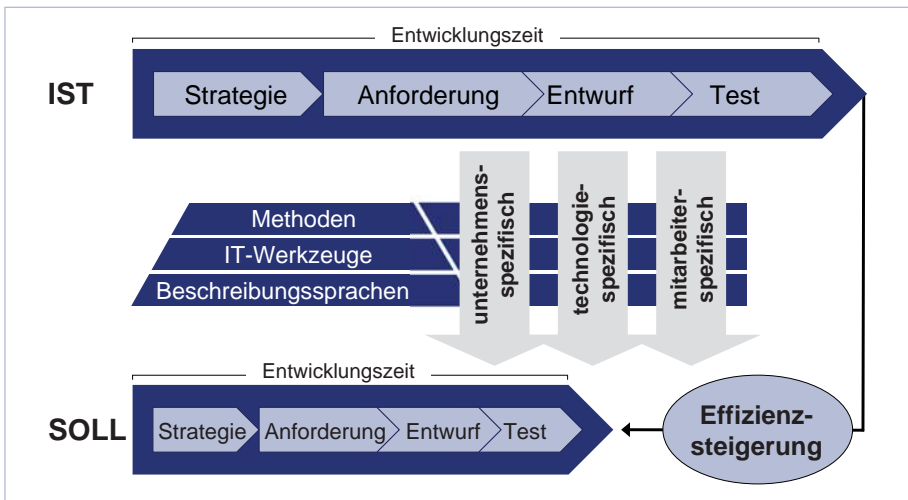 Entwicklungszeit
IST
Strategie
Anforderung
Entwurf
Test
Methoden
IT-Werkzeuge
Beschreibungssprachen
unternehmens-
spezifisch
technologie-
spezifisch
mitarbeiter-
spezifisch
Entwicklungszeit
SOLL
Strategie
Anforderung
Entwurf
Test
Effizienz-
steigerung